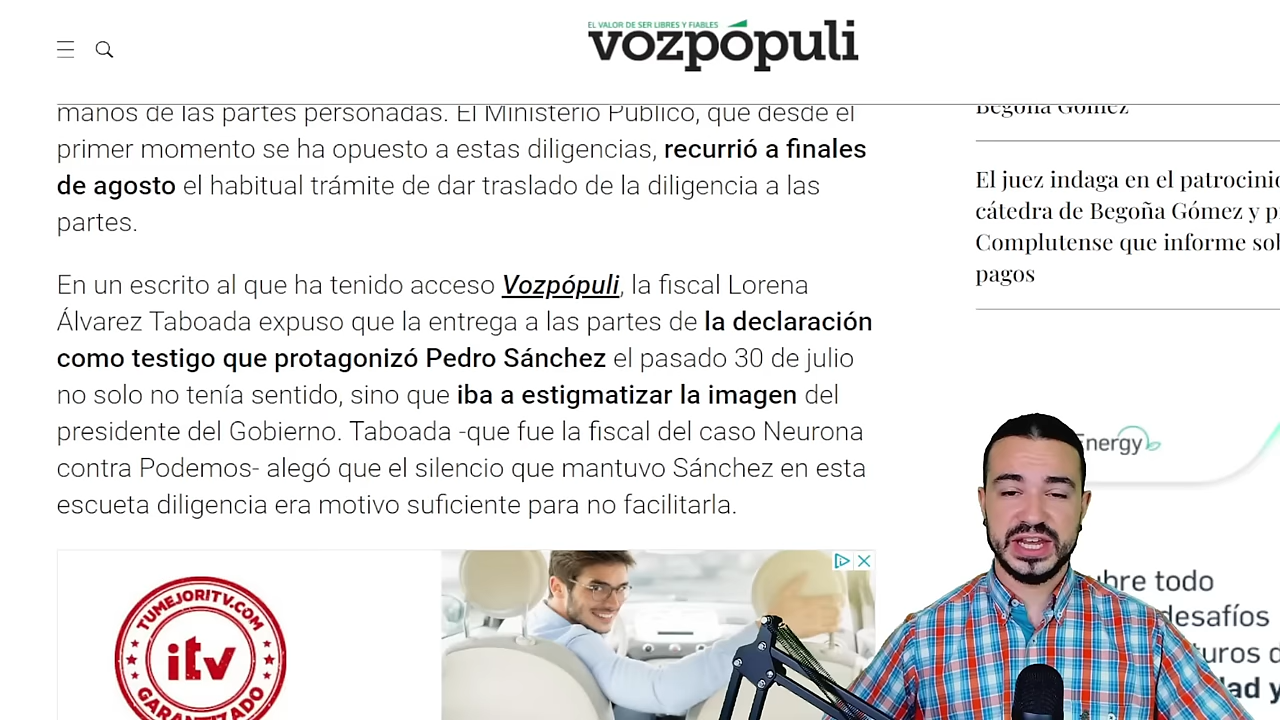 EL VALOR DE SER LIBRES Y FIABLES
vozpópuli
manos de las partes personadas. El Ministerio Público, que desde el
primer momento se ha opuesto a estas diligencias, recurrió a finales
de agosto el habitual trámite de dar traslado de la diligencia a las
partes.
En un escrito al que ha tenido acceso Vozpópuli, la fiscal Lorena
Álvarez Taboada expuso que la entrega a las partes de la declaración
como testigo que protagonizó Pedro Sánchez el pasado 30 de julio
no solo no tenía sentido, sino que iba a estigmatizar la imagen del
presidente del Gobierno. Taboada -que fue la fiscal del caso Neurona
contra Podemos- alegó que el silencio que mantuvo Sánchez en esta
escueta diligencia era motivo suficiente para no facilitarla.
TUMEJORITV.COM
itv
GARANTIZADO
Begoña Gómez
El juez indaga en el patrocinio
cátedra de Begoña Gómez y p
Complutense que informe sob
pagos
Energy
bre todo
desafíos
uros d
dad y